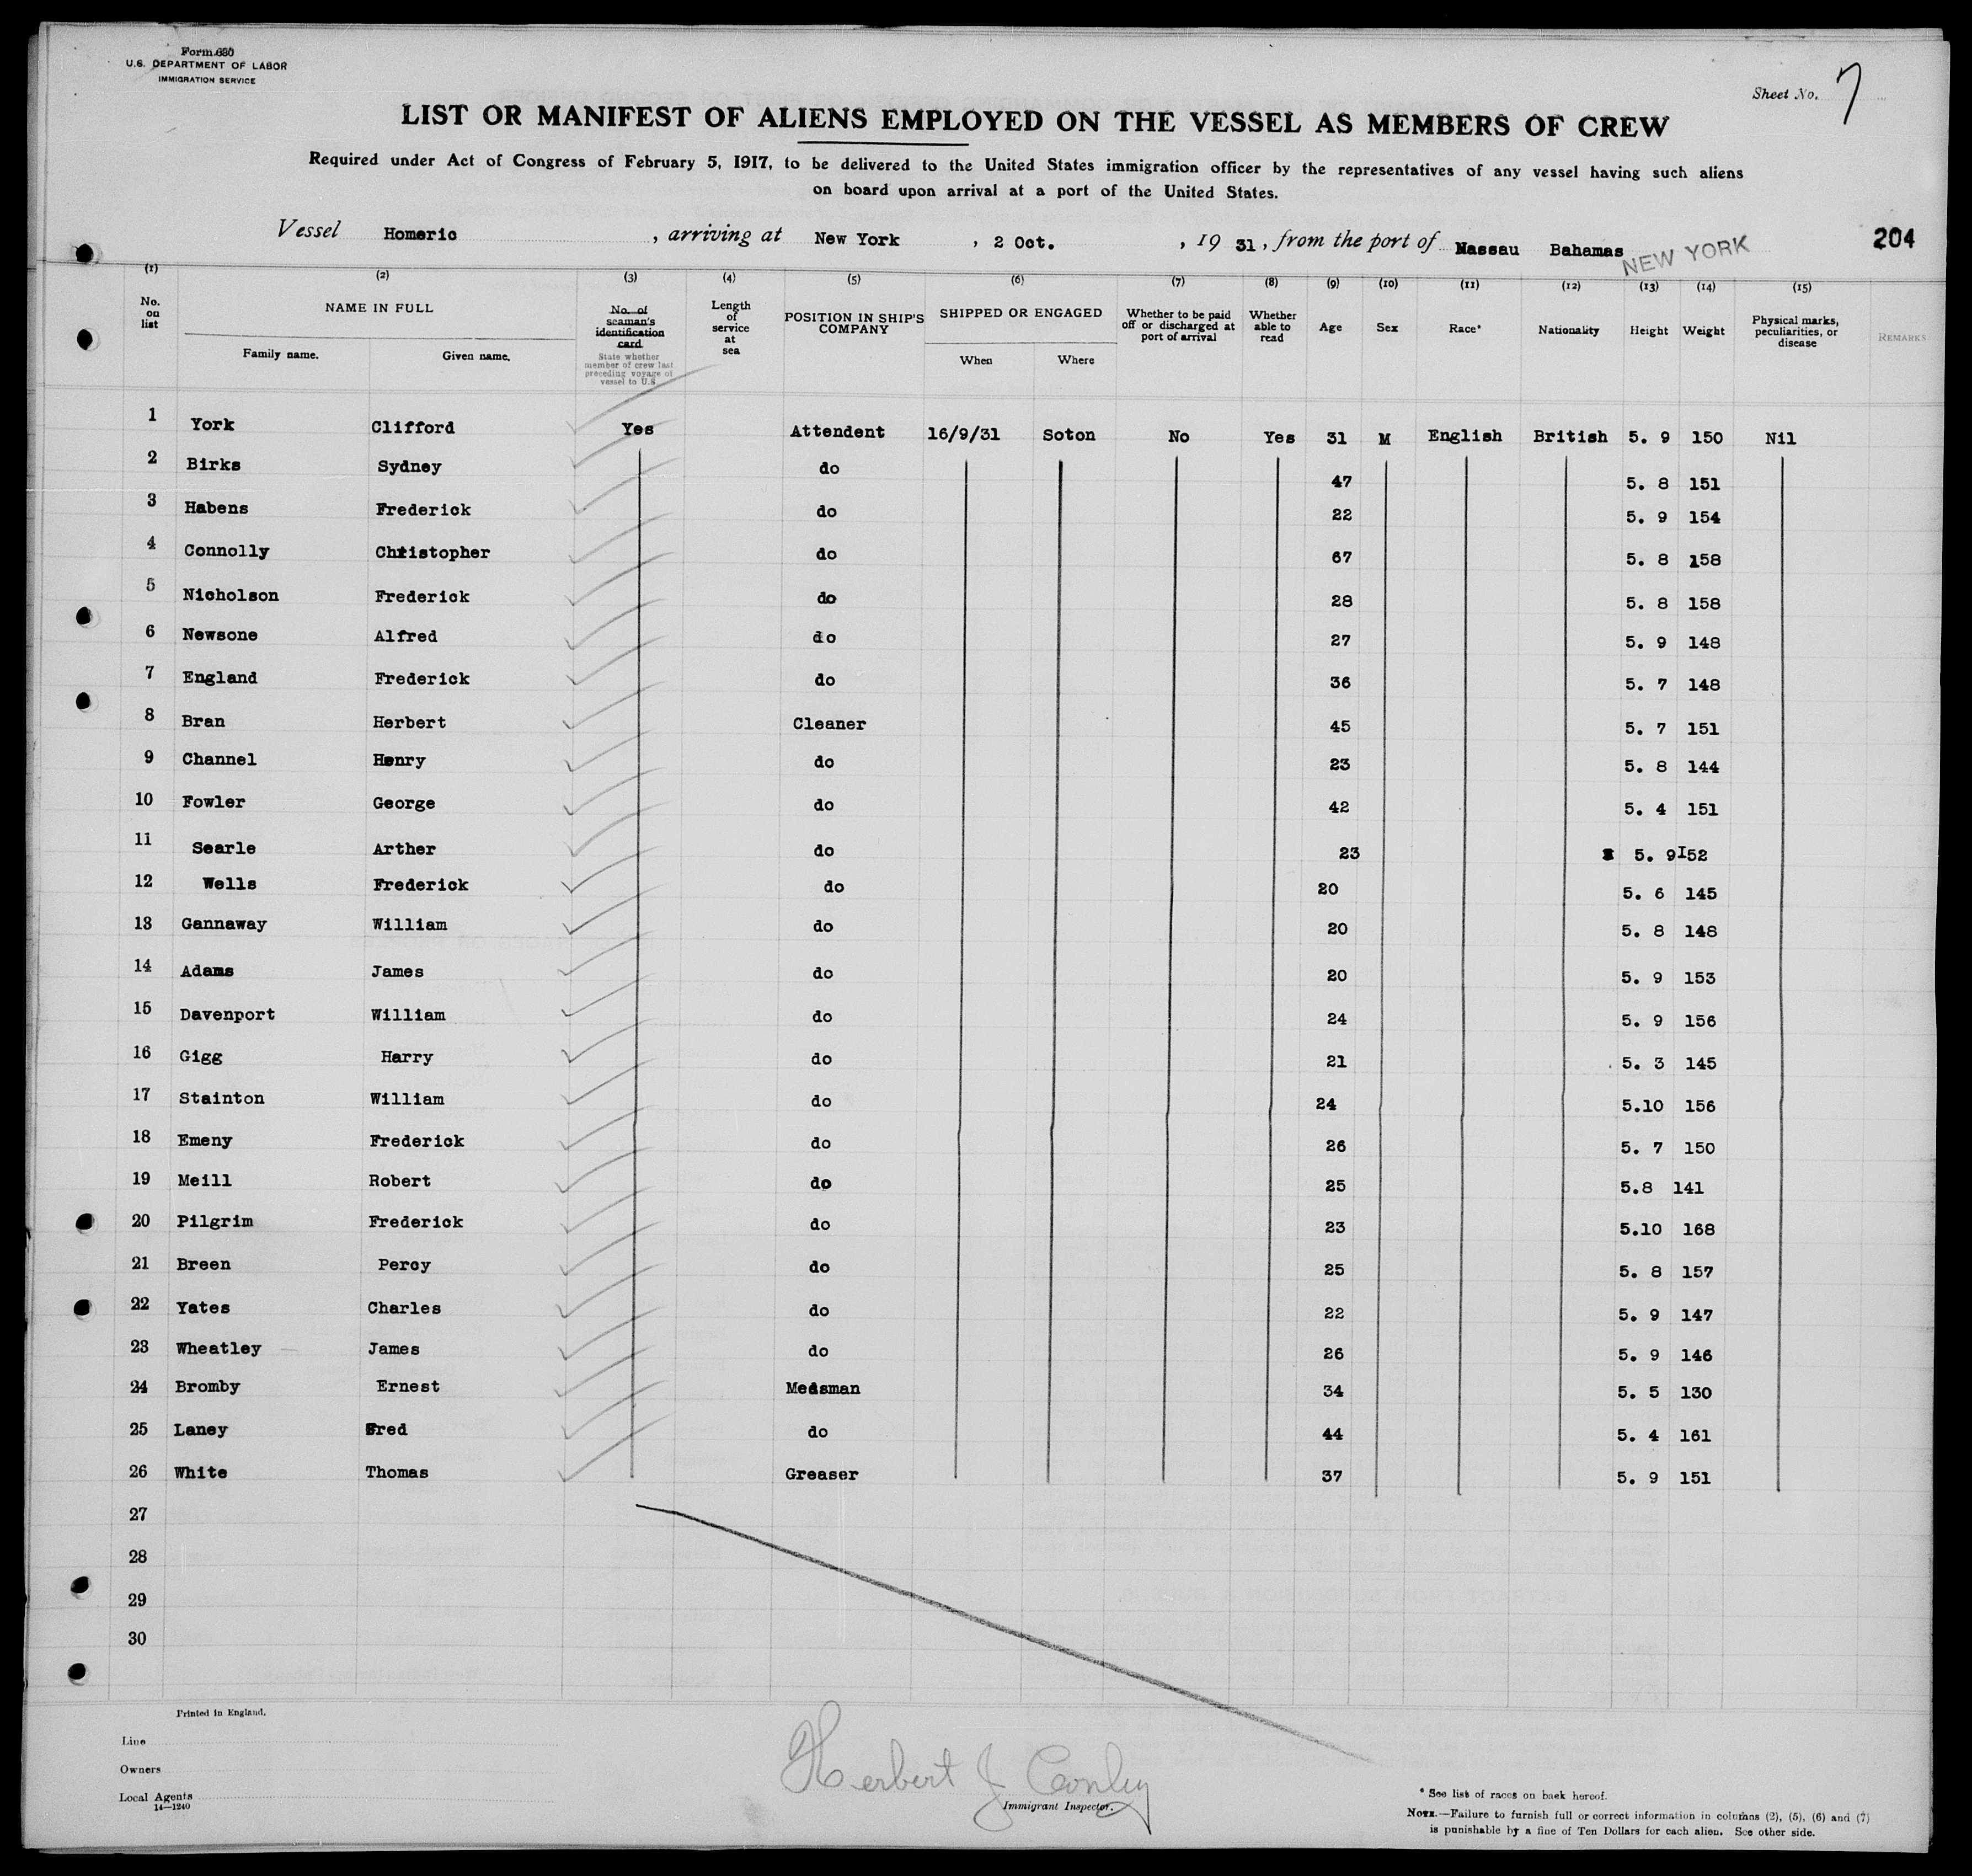 Form 680
U.S. DEPARTMENT OF LABOR
IMMIGRATION SERVICE
Sheet No. 7
LIST OR MANIFEST OF ALIENS EMPLOYED ON THE VESSEL AS MEMBERS OF CREW
Required under Act of Congress of February 5, 1917, to be delivered to the United States immigration officer by the representatives of any vessel having such aliens
on board upon arrival at a port of the United States.
Vessel Homeric, arriving at New York, 2 Oct., 19 31, from the port of Nassau Bahamas 204
NEW YORK
(1) (2) (3) (4) (5) (6) (7) (8) (9) (10) (11) (12) (13) (14) (15)
No. on list NAME IN FULL Family name. Given name. No. of seaman's identification card State whether member of crew last preceding voyage of vessel to U.S. Length of service at sea POSITION IN SHIP'S COMPANY SHIPPED OR ENGAGED When Where Whether to be paid off or discharged at port of arrival Whether able to read Age Sex Race* Nationality Height Weight Physical marks, peculiarities, or disease REMARKS
1 York Clifford Yes Attendent 16/9/31 Soton No Yes 31 M English British 5. 9 150 Nil
2 Birks Sydney do 47 5. 8 151
3 Habens Frederick do 22 5. 9 154
4 Connolly Christopher do 67 5. 8 158
5 Nicholson Frederick do 28 5. 8 158
6 Newsone Alfred do 27 5. 9 148
7 England Frederick do 36 5. 7 148
8 Bran Herbert Cleaner 45 5. 7 151
9 Channel Henry do 23 5. 8 144
10 Fowler George do 42 5. 4 151
11 Searle Arther do 23 5. 9 I52
12 Wells Frederick do 20 5. 6 145
13 Gannaway William do 20 5. 8 148
14 Adams James do 20 5. 9 153
15 Davenport William do 24 5. 9 156
16 Gigg Harry do 21 5. 3 145
17 Stainton William do 24 5.10 156
18 Emeny Frederick do 26 5. 7 150
19 Meill Robert do 25 5.8 141
20 Pilgrim Frederick do 23 5.10 168
21 Breen Percy do 25 5. 8 157
22 Yates Charles do 22 5. 9 147
23 Wheatley James do 26 5. 9 146
24 Bromby Ernest Messman 34 5. 5 130
25 Laney Fred do 44 5. 4 161
26 White Thomas Greaser 37 5. 9 151
27
28
29
30
Printed in England.
Line
Owners
Local Agents
14—1240
Herbert J Conley
Immigrant Inspector.
* See list of races on back hereof.
NOTE.—Failure to furnish full or correct information in columns (2), (5), (6) and (7)
is punishable by a fine of Ten Dollars for each alien. See other side.